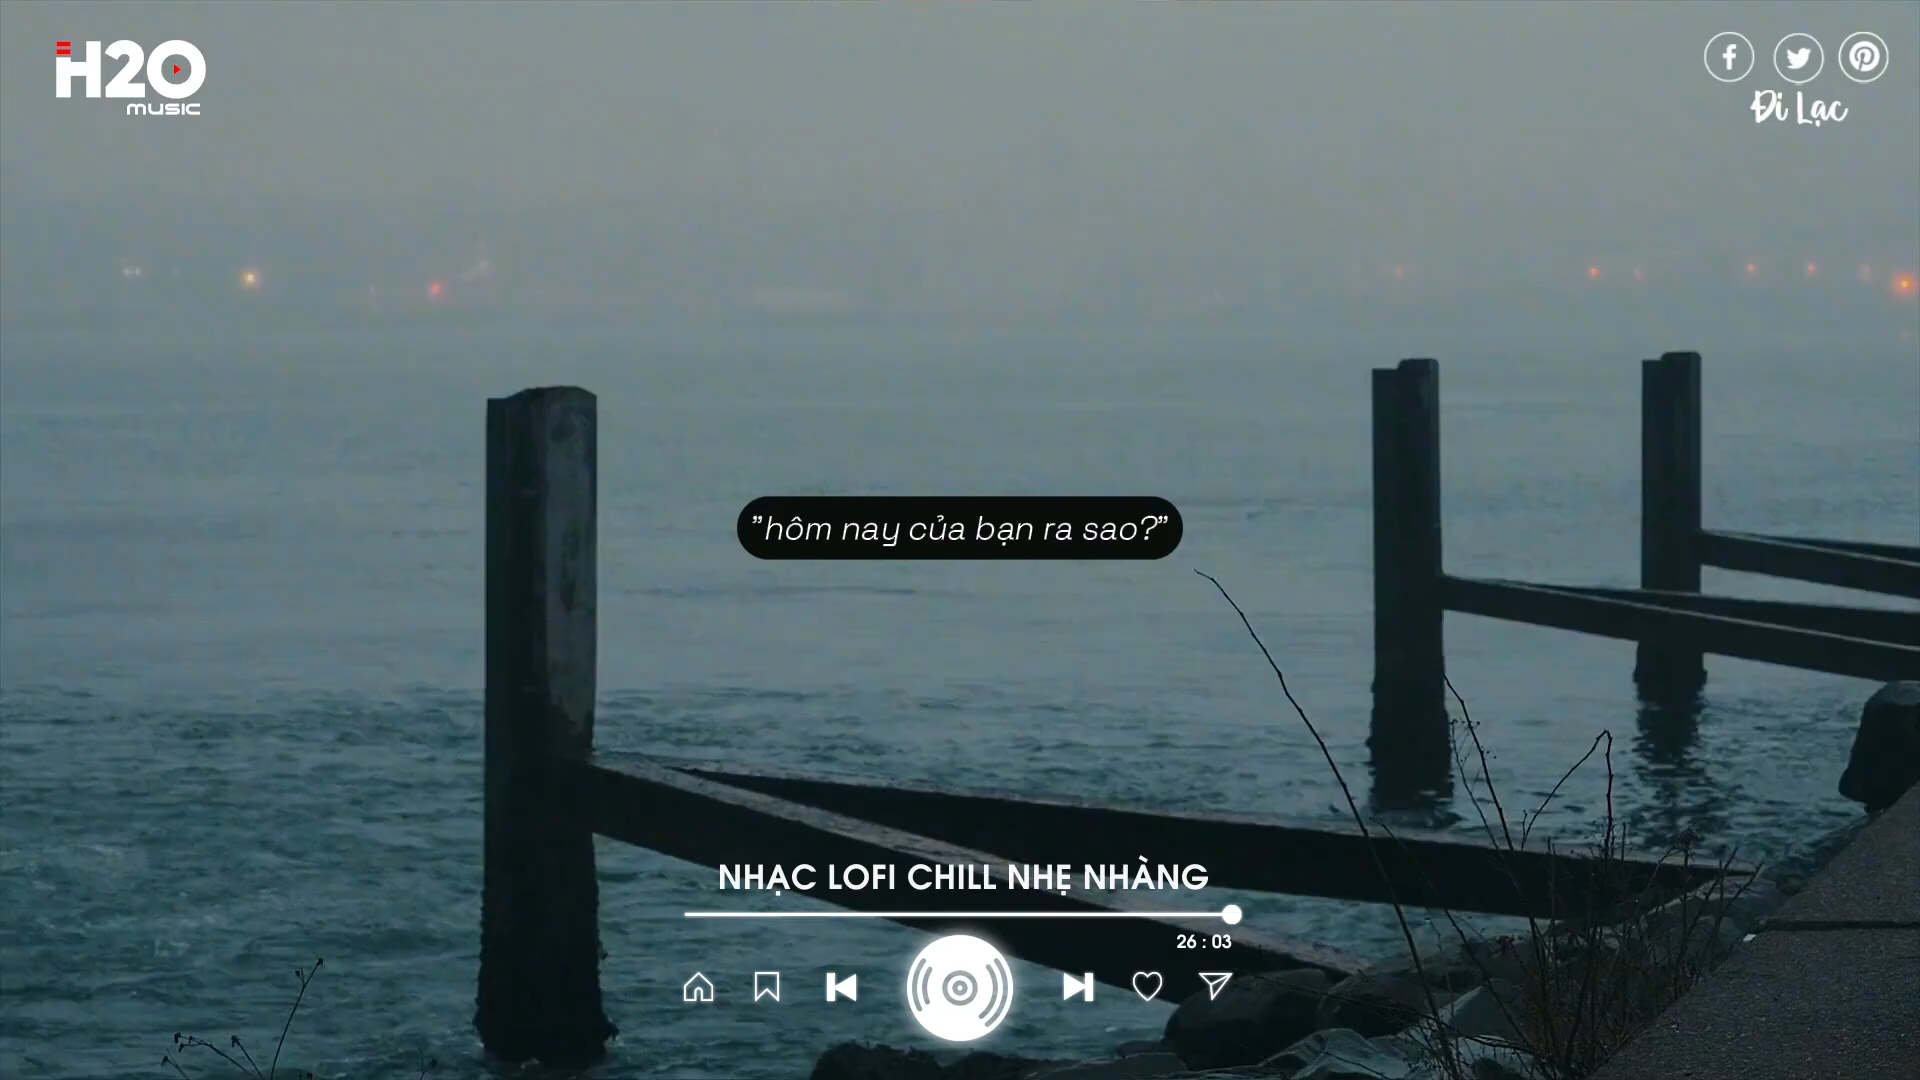 H2O
MUSIC
Đi Lạc
"hôm nay của bạn ra sao?"
NHẠC LOFI CHILL NHẸ NHÀNG
26 : 03